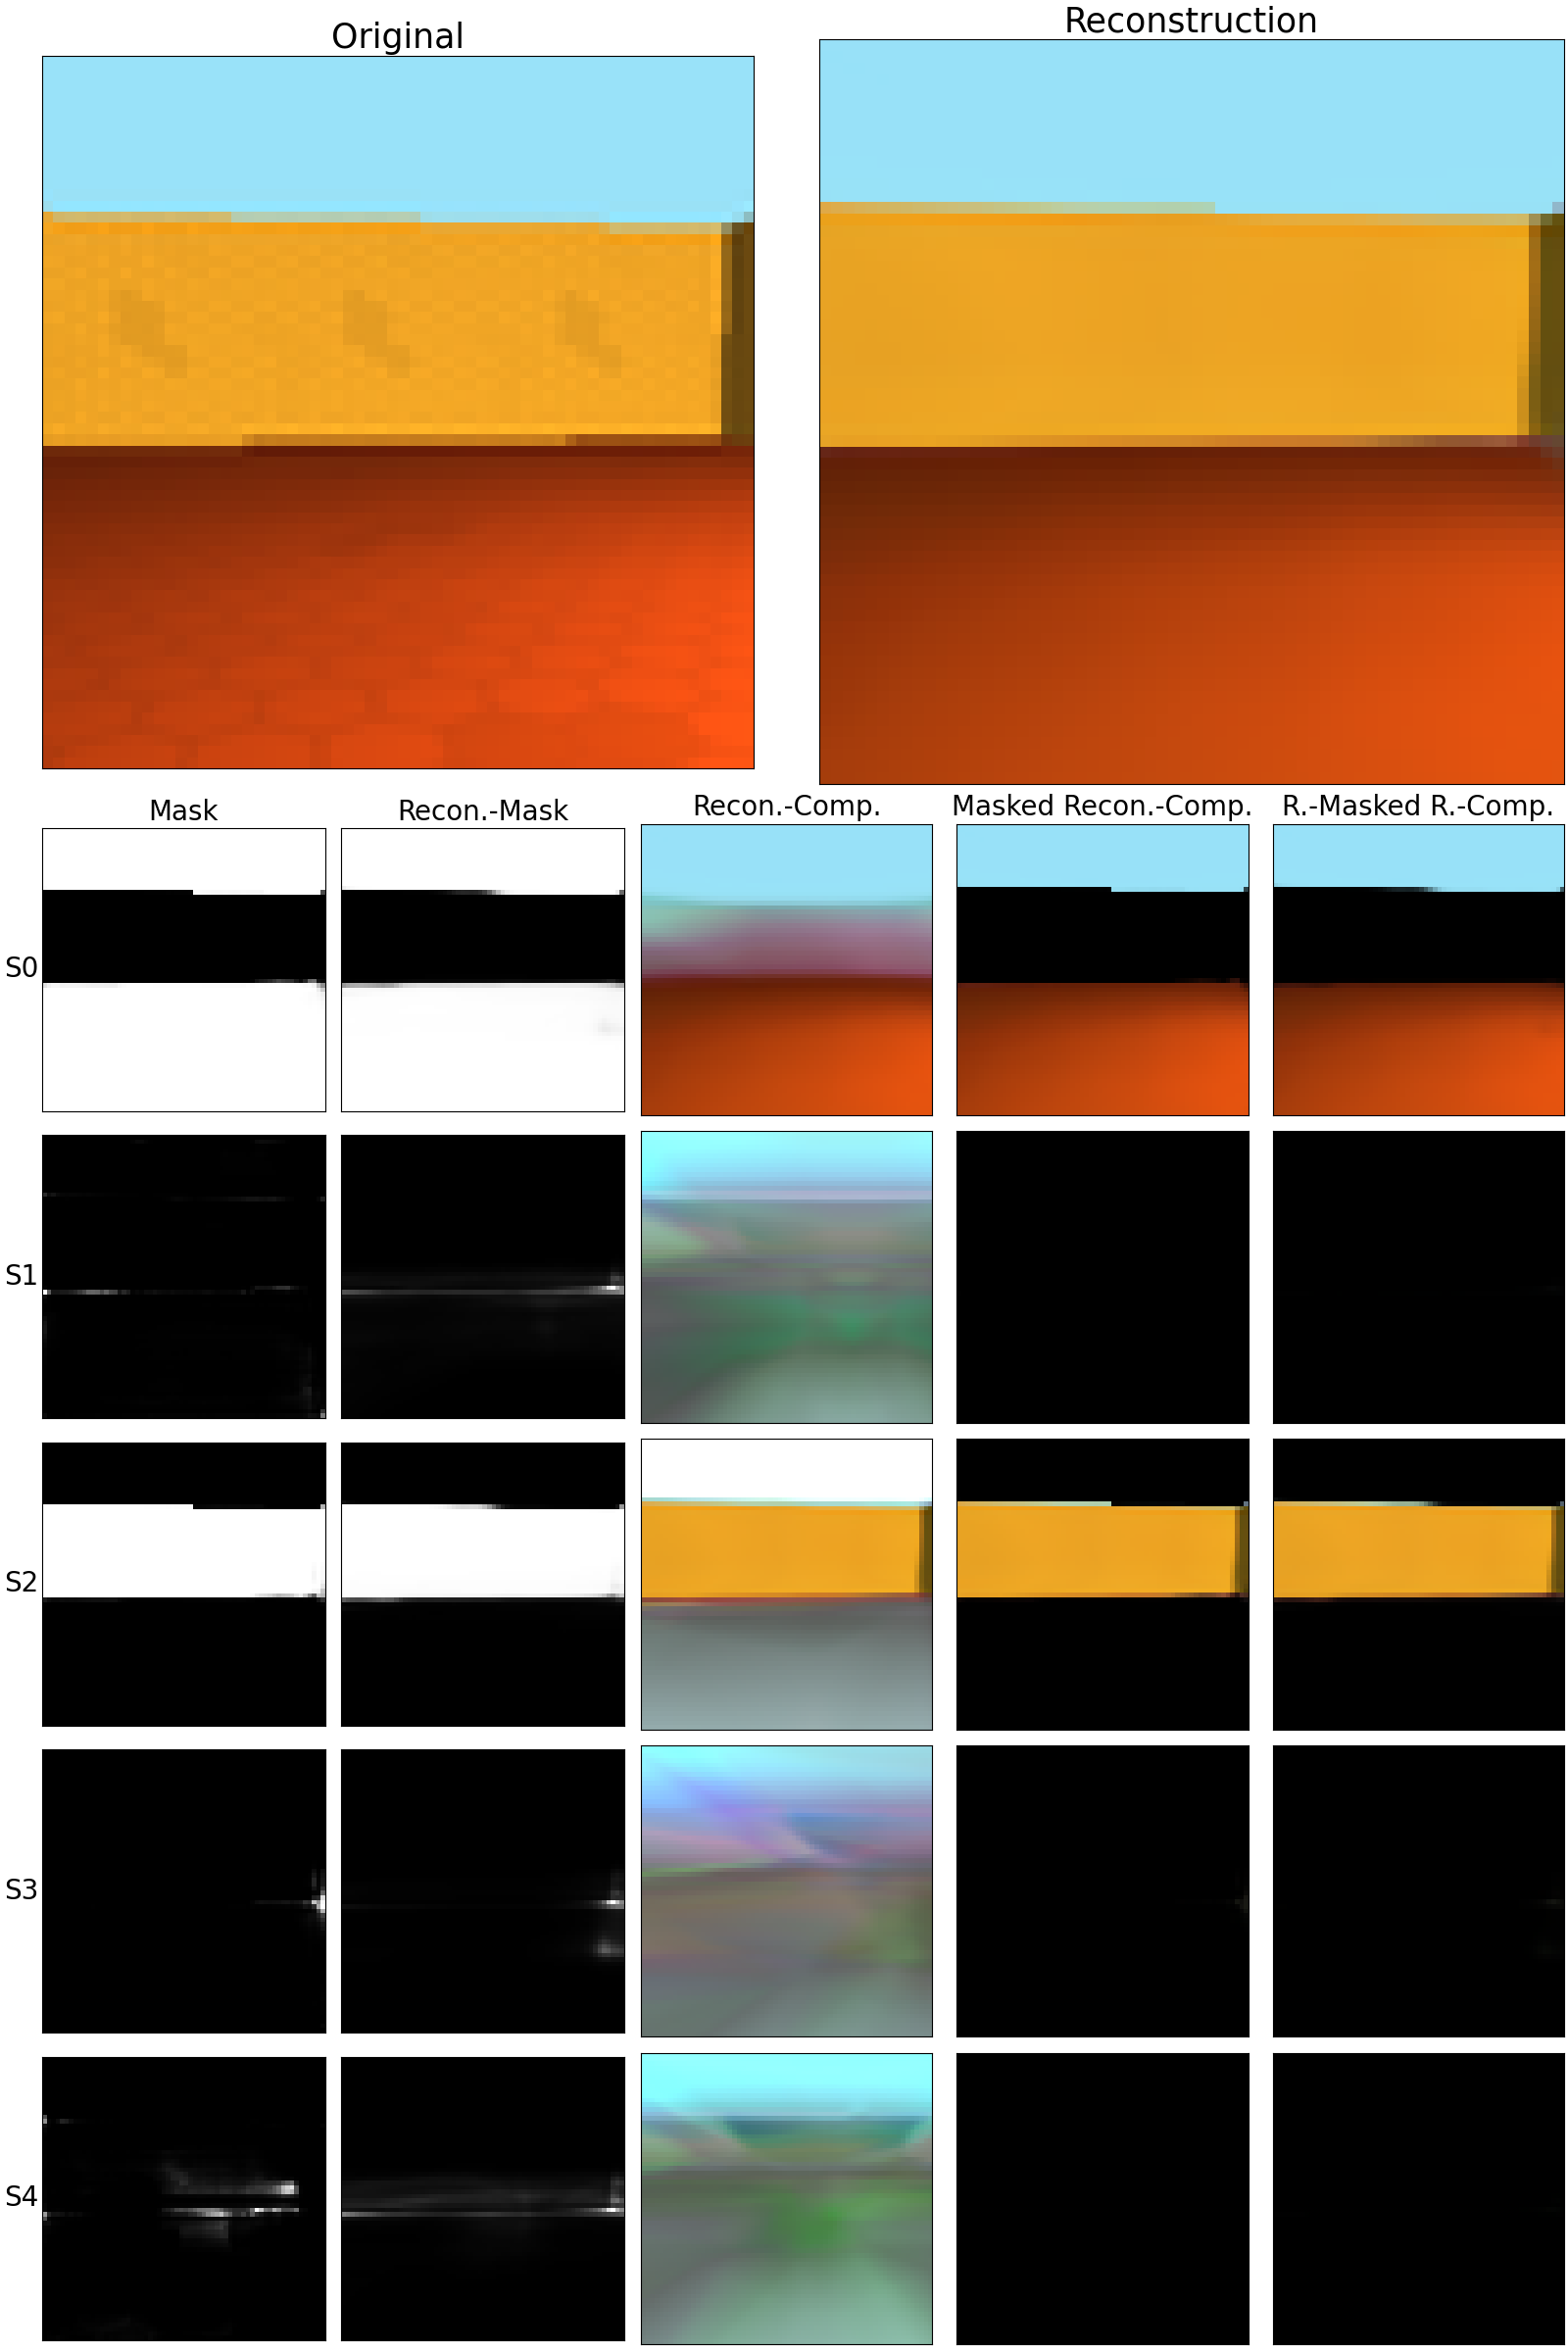 Original
Reconstruction
Mask
Recon.-Mask
Recon.-Comp.
Masked Recon.-Comp.
R.-Masked R.-Comp.
S0
S1
S2
S3
S4